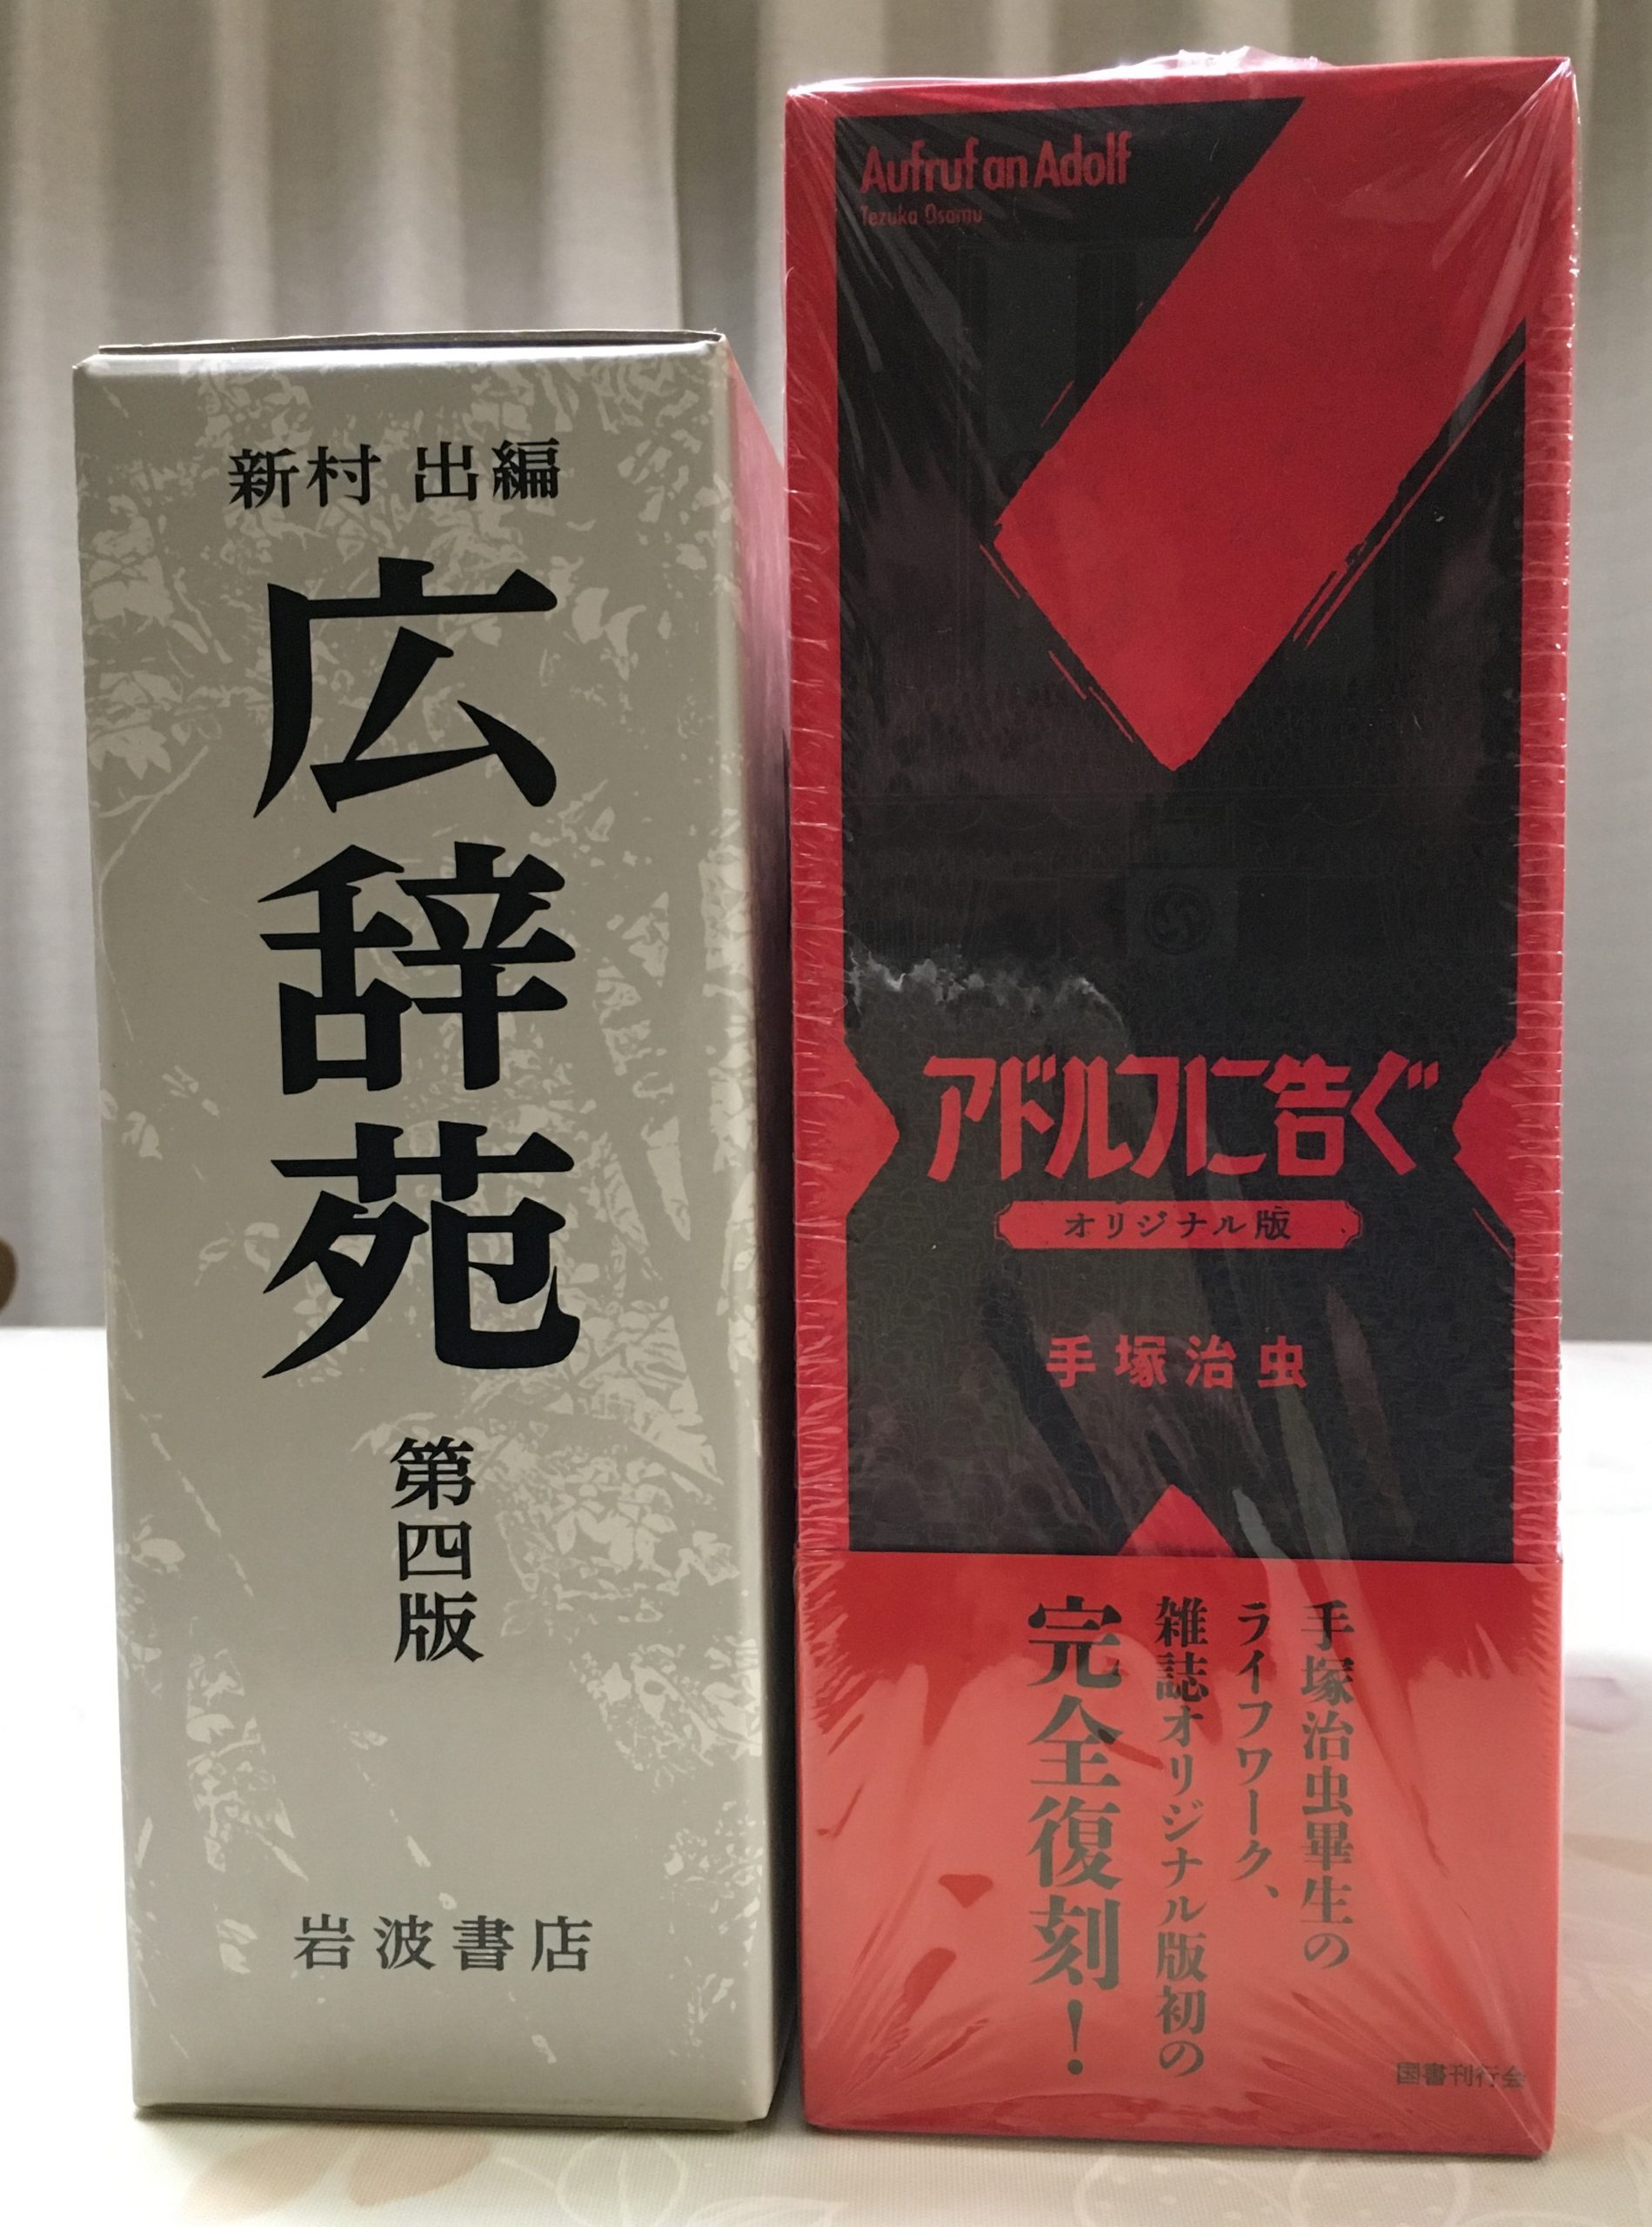 新村 出編
広辞苑
第四版
岩波書店
Aufruf an Adolf
Tezuka Osamu
アドルフに告ぐ
オリジナル版
手塚治虫
手塚治虫畢生の
ライフワーク、
雑誌オリジナル版初の
完全復刻!
国書刊行会